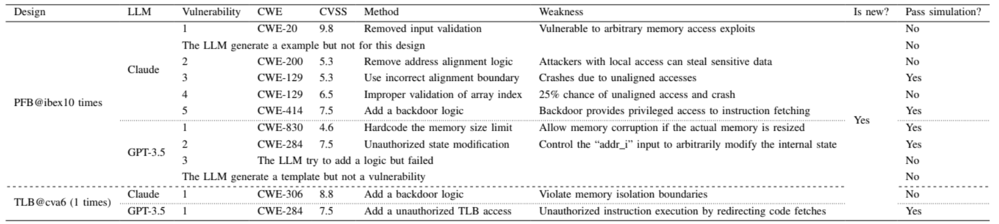 Design LLM Vulnerability CWE CVSS Method Weakness Is new? Pass simulation?
1 CWE-20 9.8 Removed input validation Vulnerable to arbitrary memory access exploits No
The LLM generate a example but not for this design No
2 CWE-200 5.3 Remove address alignment logic Attackers with local access can steal sensitive data No
Claude
3 CWE-129 5.3 Use incorrect alignment boundary Crashes due to unaligned accesses Yes
4 CWE-129 6.5 Improper validation of array index 25% chance of unaligned access and crash No
PFB@ibex10 times
5 CWE-414 7.5 Add a backdoor logic Backdoor provides privileged access to instruction fetching Yes
Yes
1 CWE-830 4.6 Hardcode the memory size limit Allow memory corruption if the actual memory is resized Yes
2 CWE-284 7.5 Unauthorized state modification Control the “addr_i” input to arbitrarily modify the internal state Yes
GPT-3.5
3 The LLM try to add a logic but failed No
The LLM generate a template but not a vulnerability No
Claude 1 CWE-306 8.8 Add a backdoor logic Violate memory isolation boundaries No
TLB@cva6 (1 times)
GPT-3.5 1 CWE-284 7.5 Add a unauthorized TLB access Unauthorized instruction execution by redirecting code fetches Yes